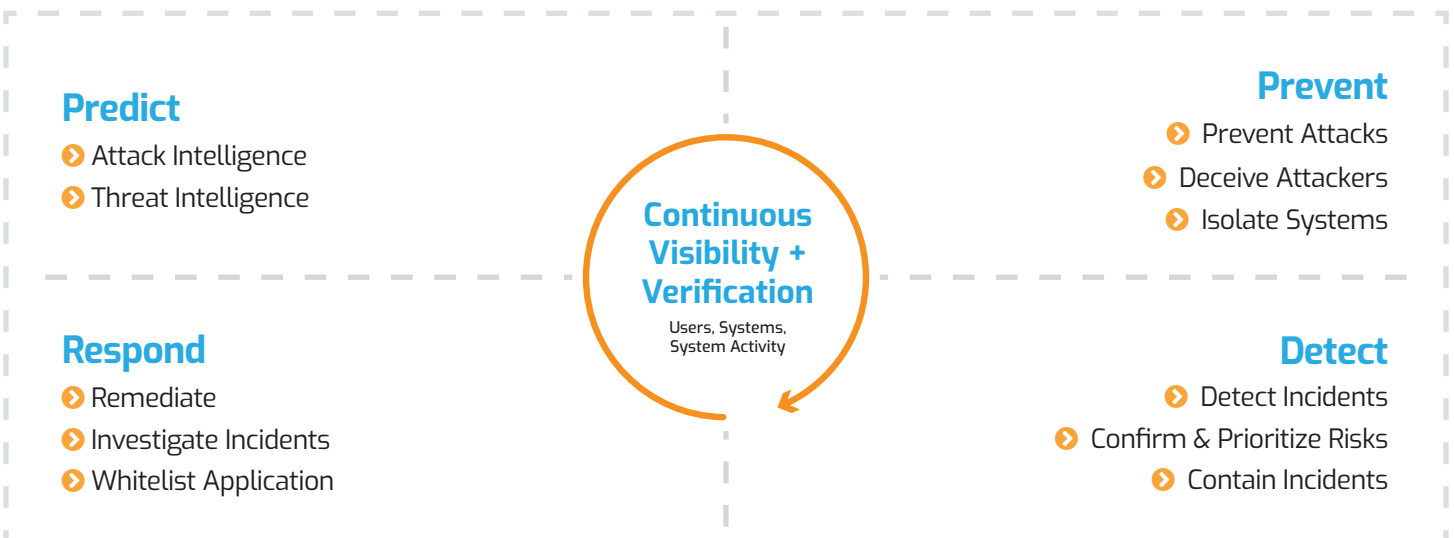 Predict
Attack Intelligence
Threat Intelligence
Prevent
Prevent Attacks
Deceive Attackers
Isolate Systems
Continuous
Visibility +
Verification
Users, Systems,
System Activity
Respond
Remediate
Investigate Incidents
Whitelist Application
Detect
Detect Incidents
Confirm & Prioritize Risks
Contain Incidents